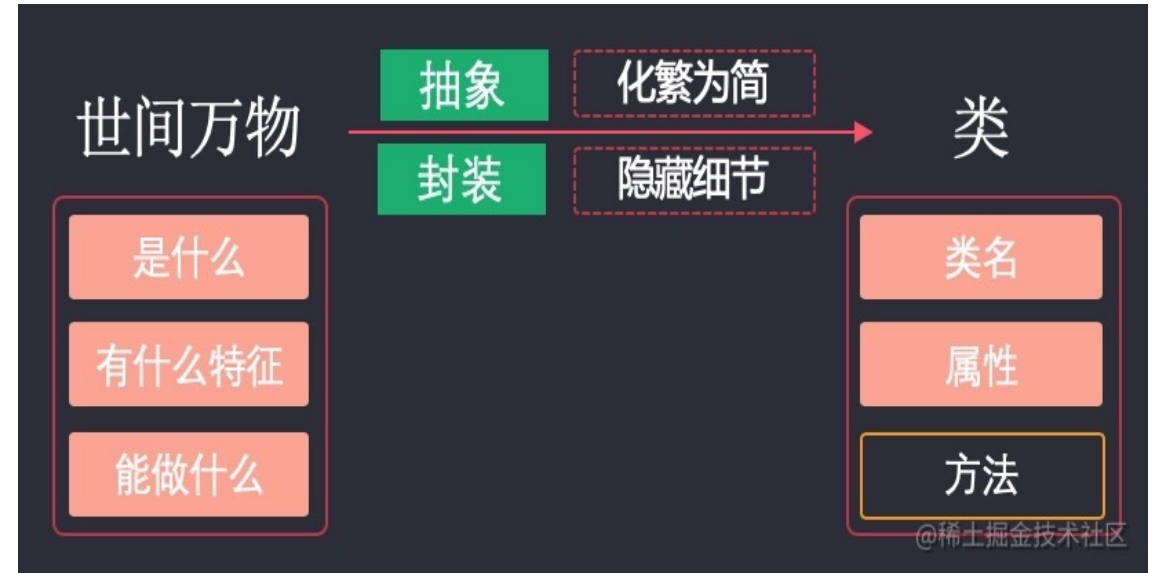 世间万物
抽象
化繁为简
封装
隐藏细节
类
是什么
有什么特征
能做什么
类名
属性
方法
@稀土掘金技术社区